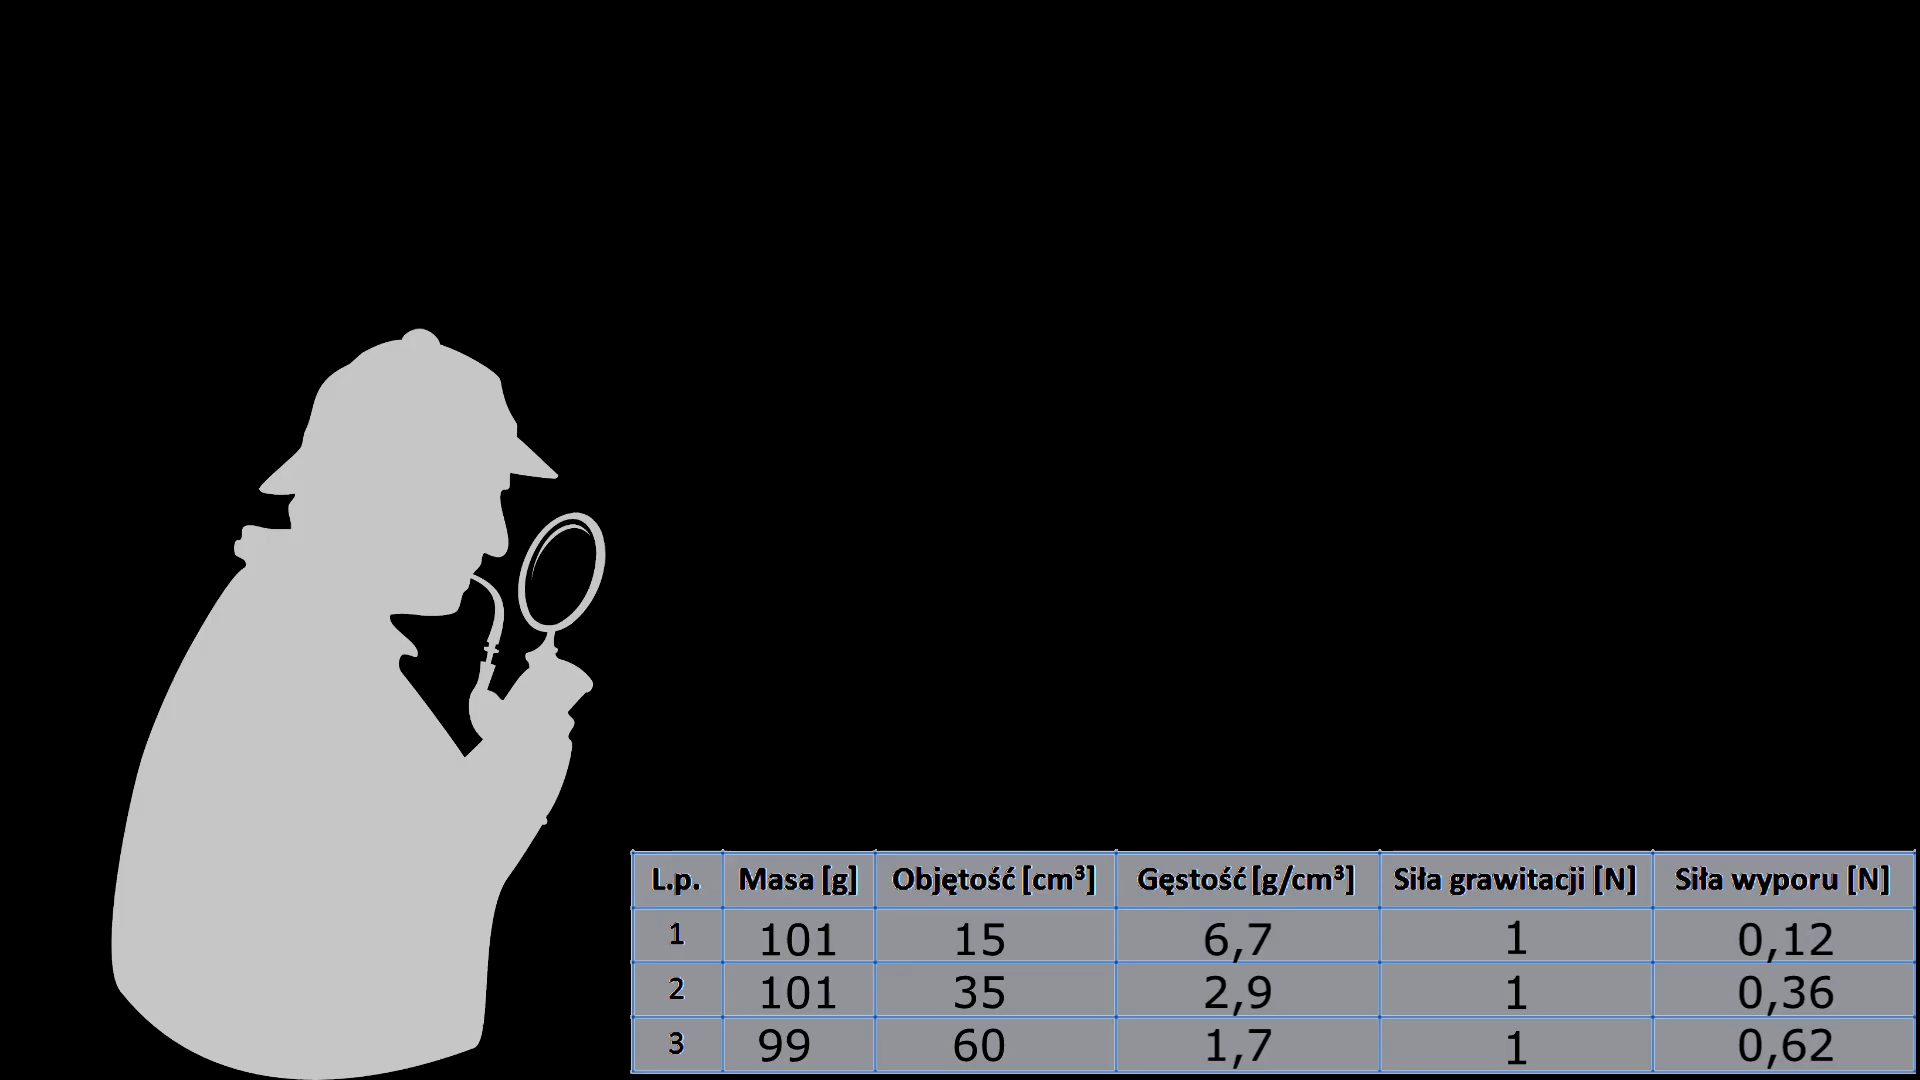 L.p. Masa [g] Objętość [cm³] Gęstość [g/cm³] Siła grawitacji [N] Siła wyporu [N]
1 101 15 6,7 1 0,12
2 101 35 2,9 1 0,36
3 99 60 1,7 1 0,62